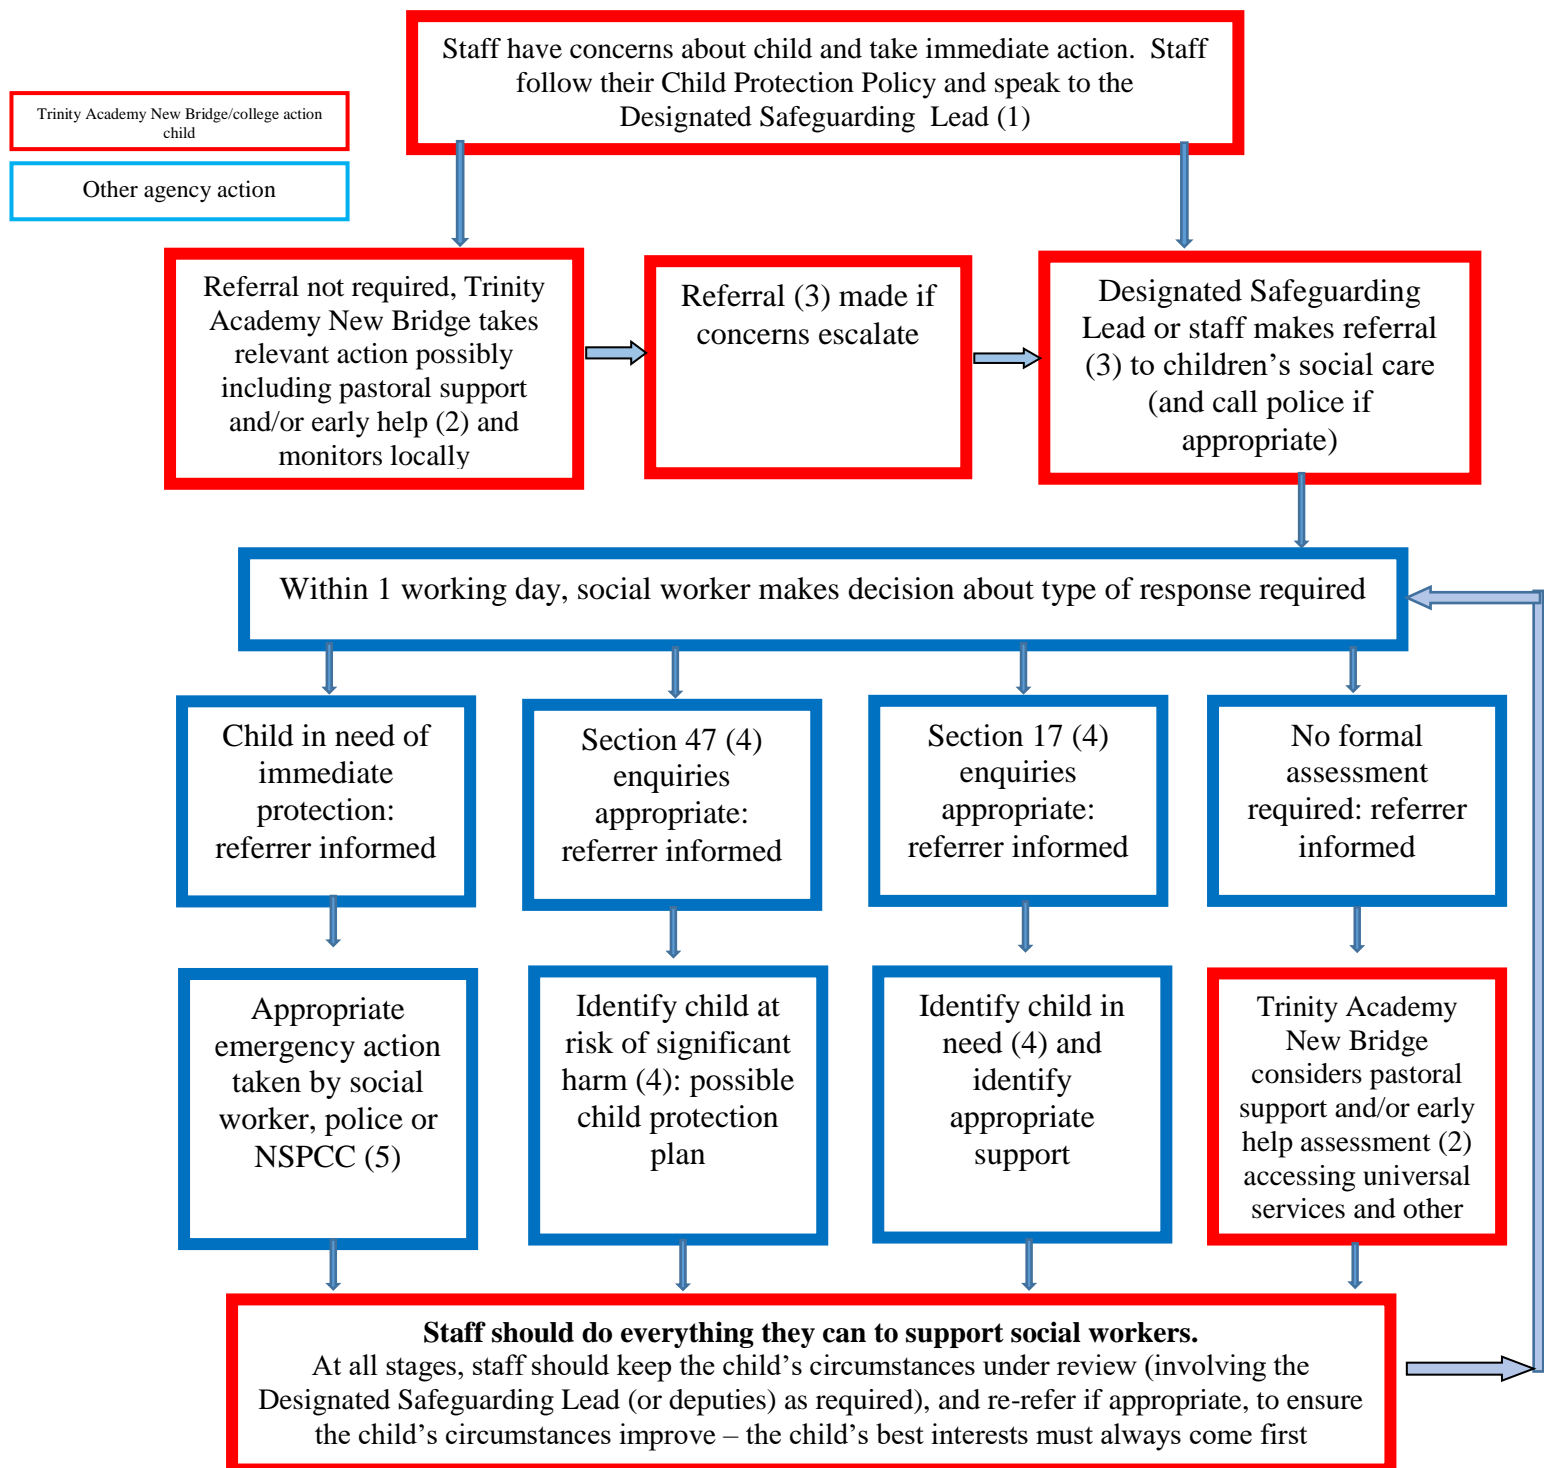 Staff have concerns about child and take immediate action.  Staff
follow their Child Protection Policy and speak to the
Designated Safeguarding  Lead (1)
Trinity Academy New Bridge/college action
child
Other agency action
Referral not required, Trinity
Academy New Bridge takes
relevant action possibly
including pastoral support
and/or early help (2) and
monitors locally
Referral (3) made if
concerns escalate
Designated Safeguarding
Lead or staff makes referral
(3) to children’s social care
(and call police if
appropriate)
Within 1 working day, social worker makes decision about type of response required
Child in need of
immediate
protection:
referrer informed
Section 47 (4)
enquiries
appropriate:
referrer informed
Section 17 (4)
enquiries
appropriate:
referrer informed
No formal
assessment
required: referrer
informed
Appropriate
emergency action
taken by social
worker, police or
NSPCC (5)
Identify child at
risk of significant
harm (4): possible
child protection
plan
Identify child in
need (4) and
identify
appropriate
support
Trinity Academy
New Bridge
considers pastoral
support and/or early
help assessment (2)
accessing universal
services and other
Staff should do everything they can to support social workers.
At all stages, staff should keep the child’s circumstances under review (involving the
Designated Safeguarding Lead (or deputies) as required), and re-refer if appropriate, to ensure
the child’s circumstances improve – the child’s best interests must always come first